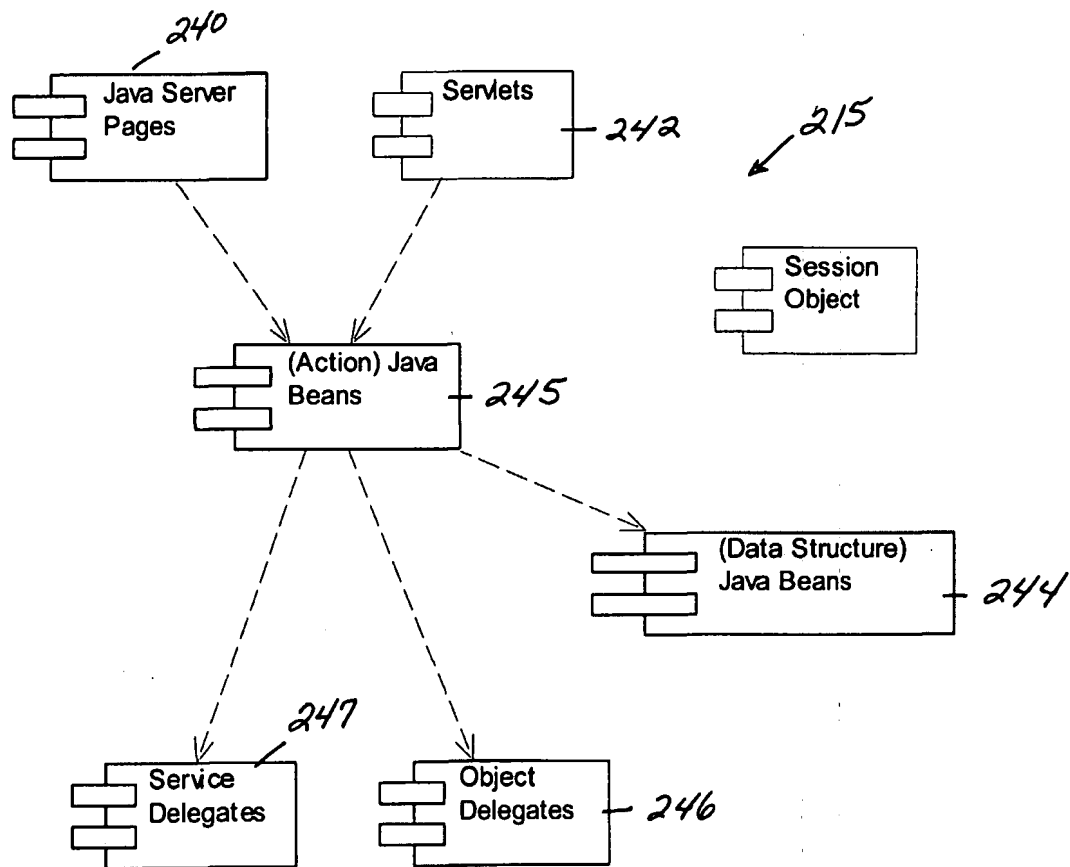 240
Java Server
Pages
Servlets
242
215
Session
Object
(Action) Java
Beans
245
(Data Structure)
Java Beans
244
247
Service
Delegates
Object
Delegates
246